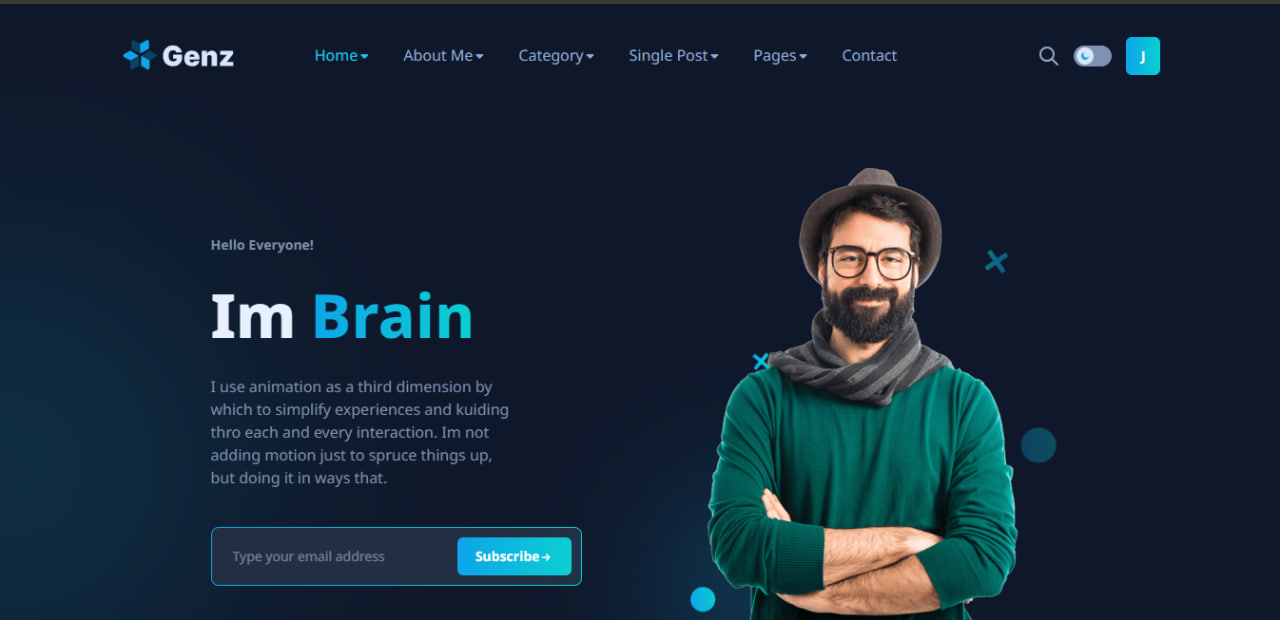 Genz
Home
About Me
Category
Single Post
Pages
Contact
J
Hello Everyone!
Im Brain
I use animation as a third dimension by
which to simplify experiences and kuiding
thro each and every interaction. Im not
adding motion just to spruce things up,
but doing it in ways that.
Type your email address
Subscribe→